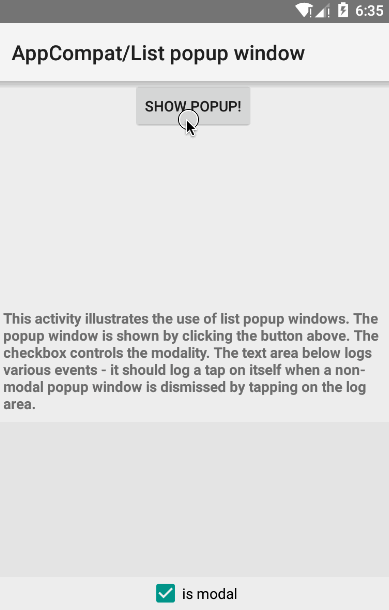 6:35
AppCompat/List popup window
SHOW POPUP!
This activity illustrates the use of list popup windows. The
popup window is shown by clicking the button above. The
checkbox controls the modality. The text area below logs
various events - it should log a tap on itself when a non-
modal popup window is dismissed by tapping on the log
area.
is modal